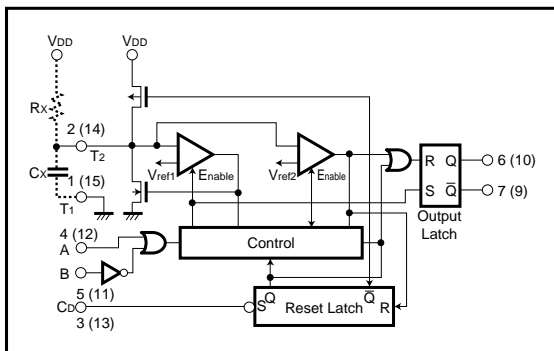 VDD
VDD
RX
2 (14)
T2
CX
1 (15)
T1
Vref1
Enable
Vref2
Enable
R
Q
6 (10)
S
Q̅
7 (9)
Output
Latch
4 (12)
A
Control
B
5 (11)
CD
3 (13)
S
Q
Reset Latch
Q̅
R